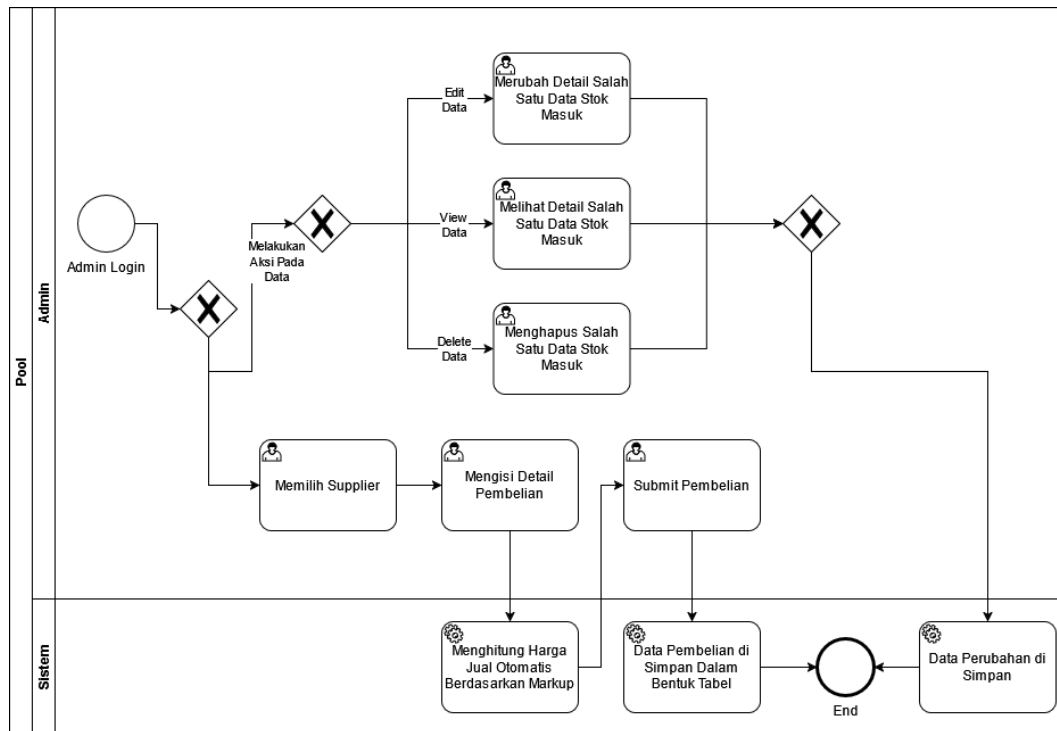 Pool
Admin
Sistem
Admin Login
Melakukan
Aksi Pada
Data
Edit
Data
View
Data
Delete
Data
Merubah Detail Salah
Satu Data Stok
Masuk
Melihat Detail Salah
Satu Data Stok
Masuk
Menghapus Salah
Satu Data Stok
Masuk
Memilih Supplier
Mengisi Detail
Pembelian
Submit Pembelian
Menghitung Harga
Jual Otomatis
Berdasarkan Markup
Data Pembelian di
Simpan Dalam
Bentuk Tabel
End
Data Perubahan di
Simpan